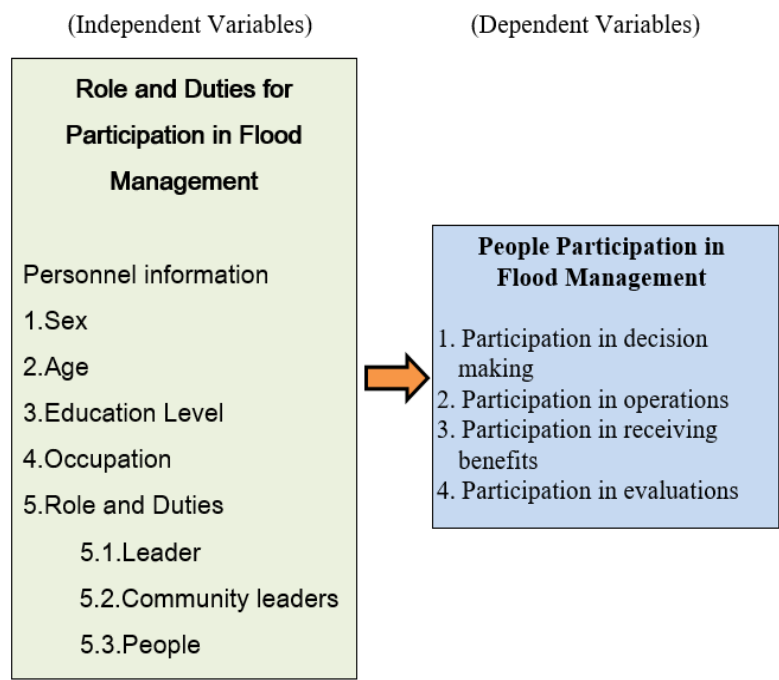 (Independent Variables)
(Dependent Variables)
Role and Duties for
Participation in Flood
Management
Personnel information
1.Sex
2.Age
3.Education Level
4.Occupation
5.Role and Duties
5.1.Leader
5.2.Community leaders
5.3.People
People Participation in
Flood Management
1. Participation in decision
making
2. Participation in operations
3. Participation in receiving
benefits
4. Participation in evaluations